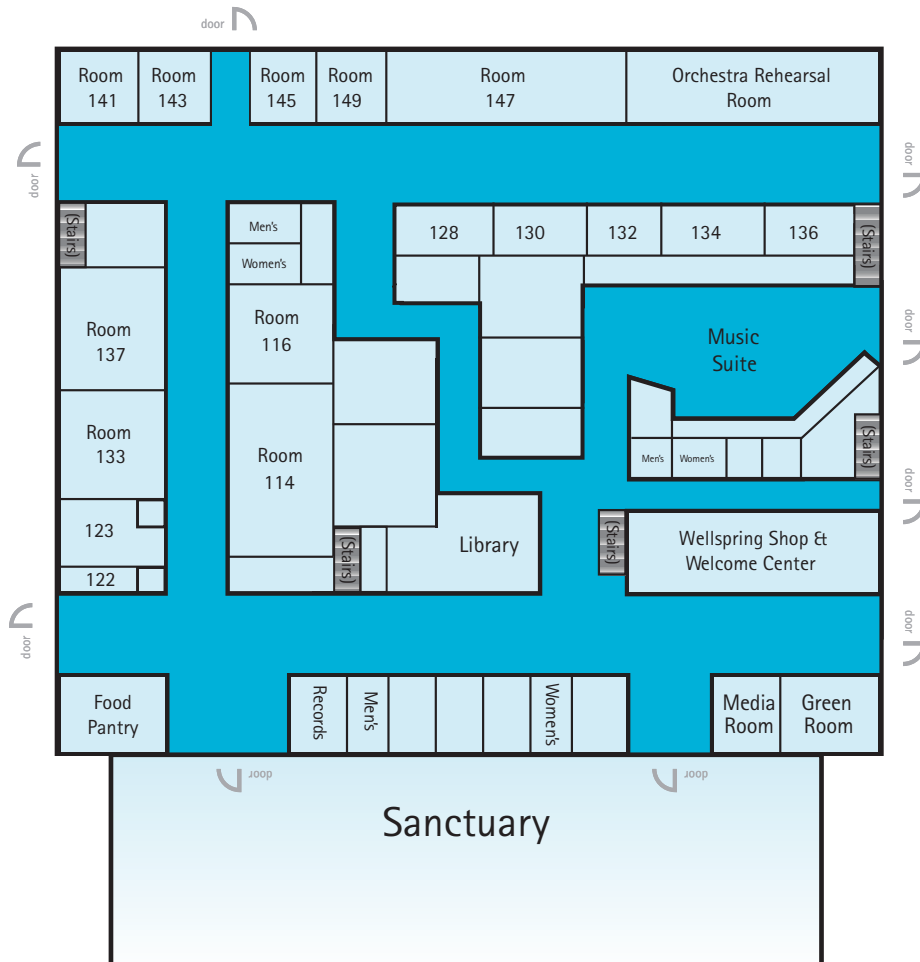 door
Room
141
Room
143
Room
145
Room
149
Room
147
Orchestra Rehearsal
Room
door
door
(Stairs)
Men's
Women's
128
130
132
134
136
(Stairs)
Room
137
Room
116
Music
Suite
door
Room
133
Room
114
Men's
Women's
(Stairs)
door
123
122
(Stairs)
Library
(Stairs)
Wellspring Shop &
Welcome Center
door
door
Food
Pantry
Records
Men's
Women's
Media
Room
Green
Room
door
door
Sanctuary